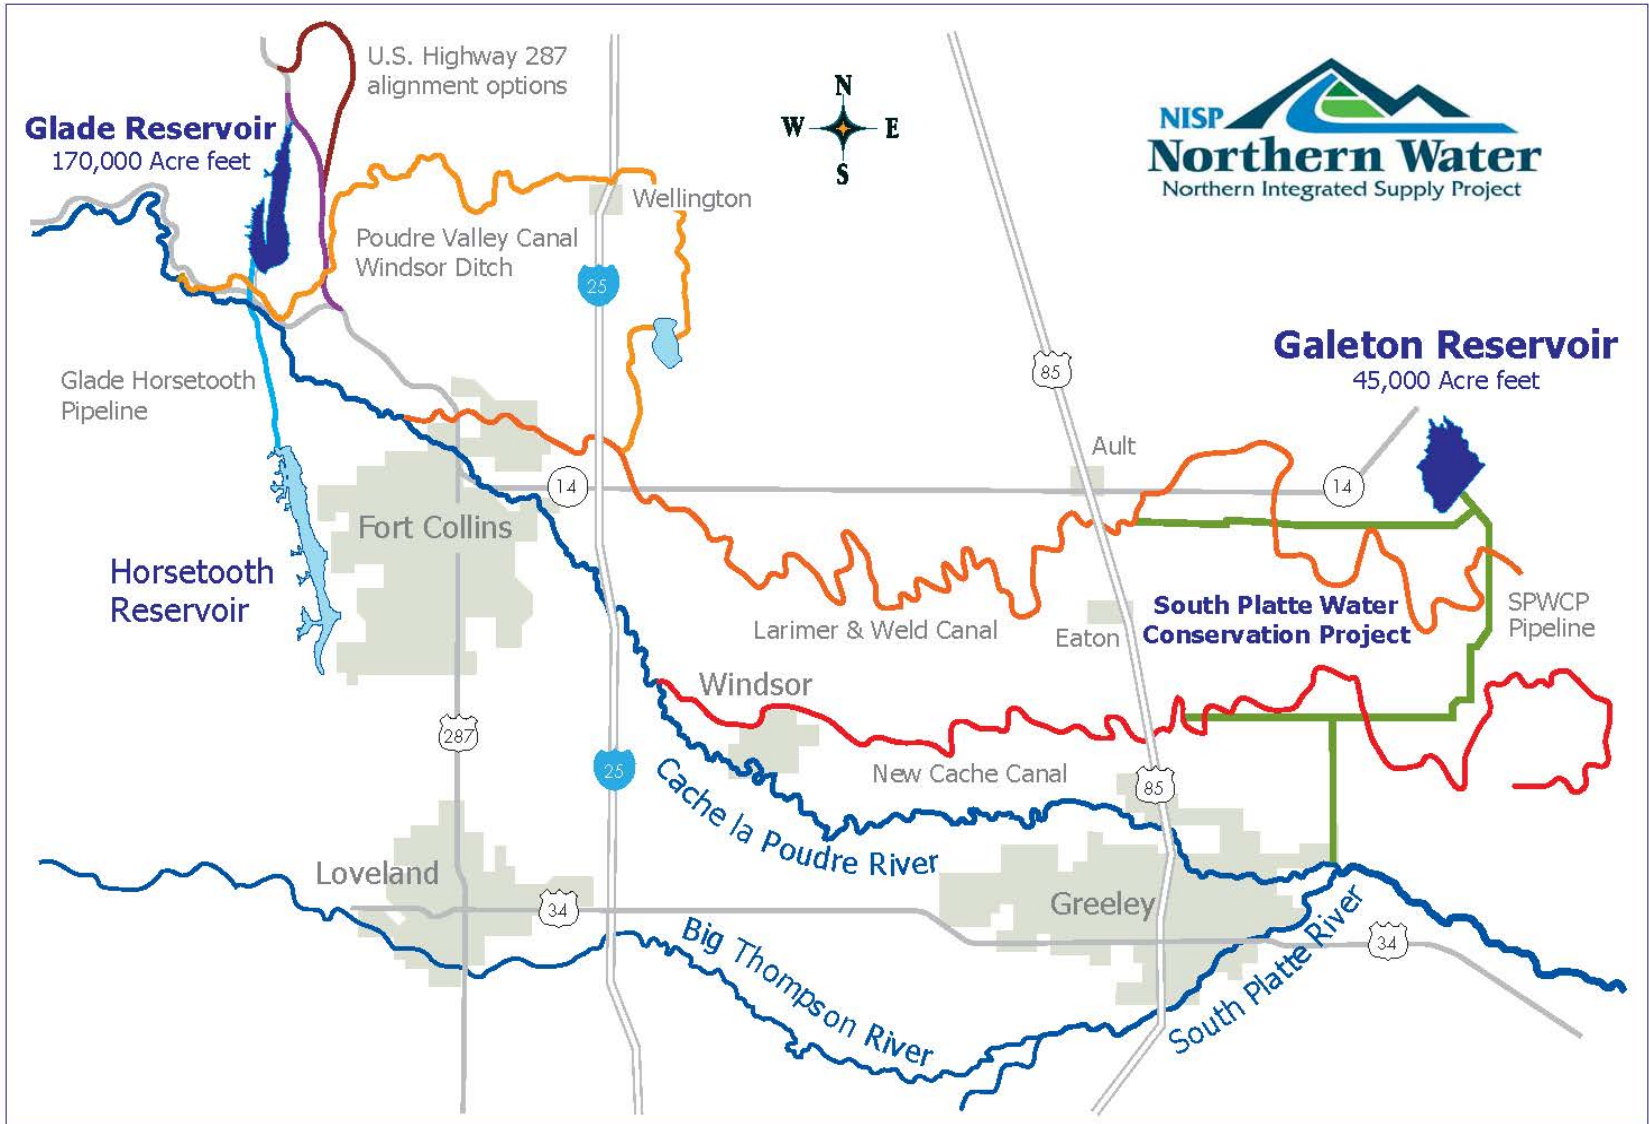 U.S. Highway 287
alignment options
Glade Reservoir
170,000 Acre feet
N
W
E
S
NISP
Northern Water
Northern Integrated Supply Project
Wellington
Poudre Valley Canal
Windsor Ditch
25
Galeton Reservoir
45,000 Acre feet
85
Glade Horsetooth
Pipeline
Ault
14
14
Fort Collins
Horsetooth
Reservoir
Larimer & Weld Canal
Eaton
South Platte Water
Conservation Project
SPWCP
Pipeline
Windsor
287
25
New Cache Canal
85
Cache la Poudre River
Loveland
34
Greeley
Big Thompson River
South Platte River
34